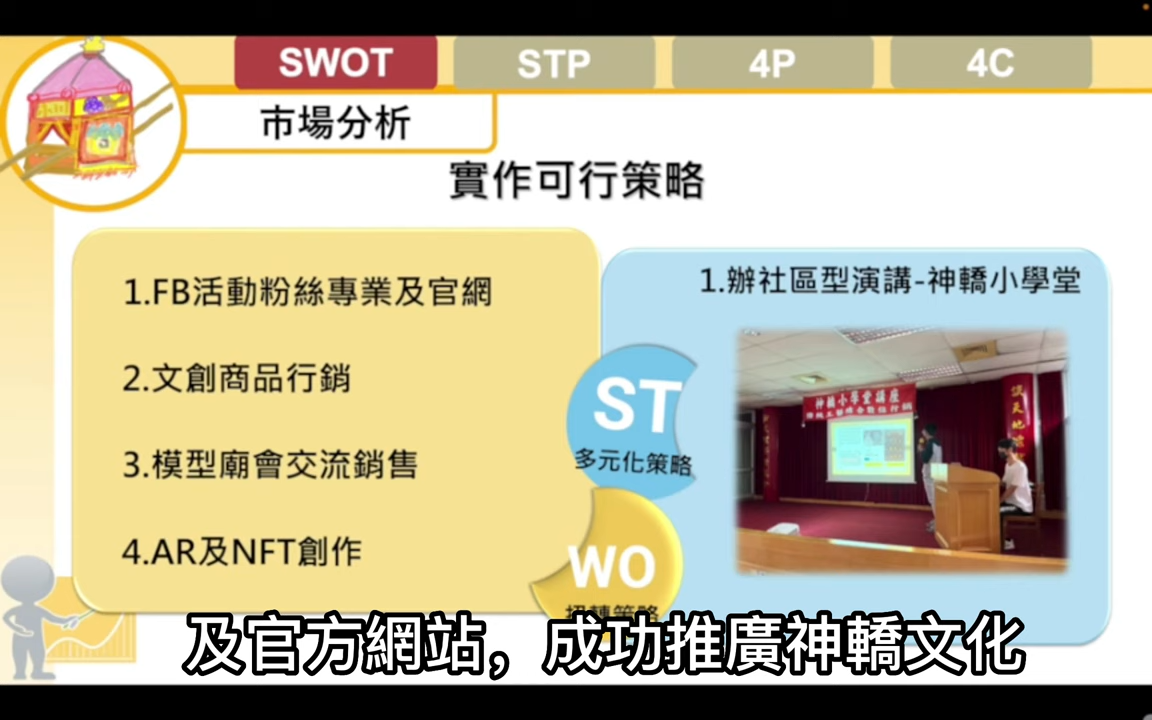 SWOT
STP
4P
4C
市場分析
實作可行策略
1.FB活動粉絲專業及官網
2.文創商品行銷
3.模型廟會交流銷售
4.AR及NFT創作
ST
多元化策略
WO
扭轉策略
1.辦社區型演講-神轎小學堂
神轎小學堂講座
及官方網站，成功推廣神轎文化